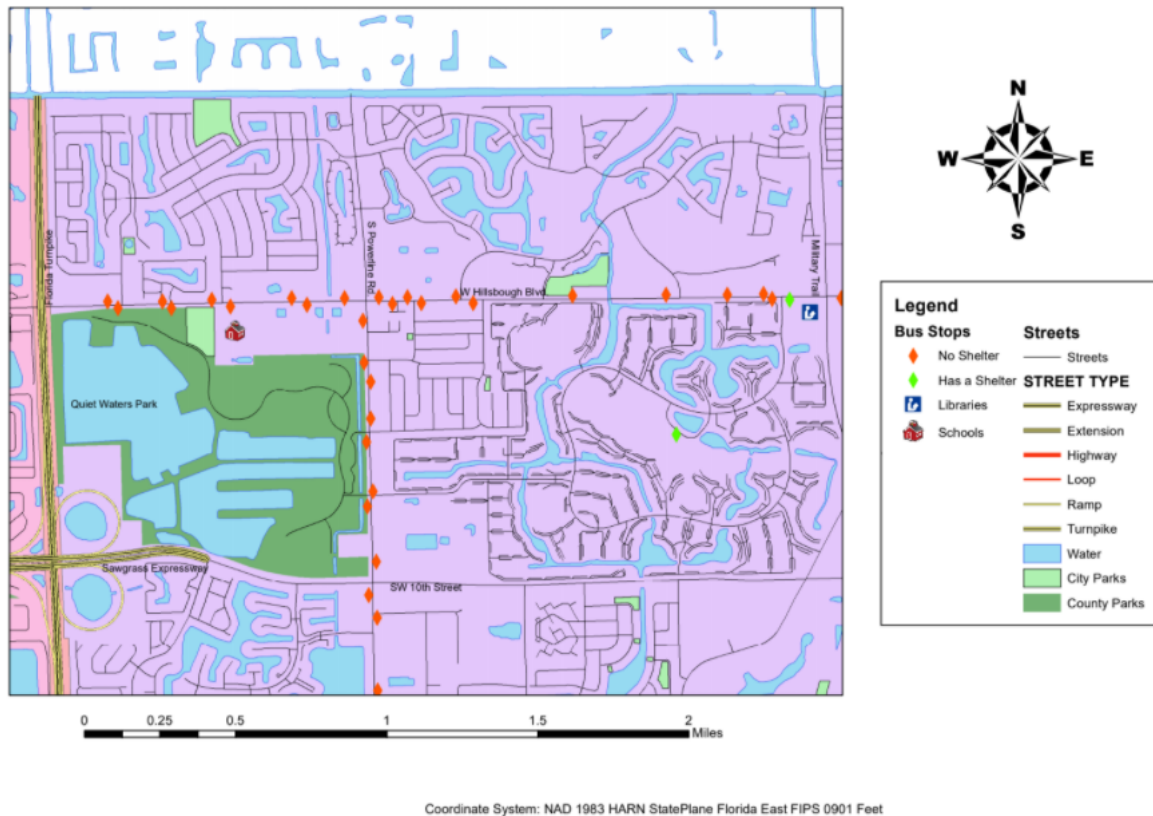 N
W
E
S
Florida Turnpike
S Powerline Rd
Military Trail
W Hillsbough Blvd
Quiet Waters Park
Sawgrass Expressway
SW 10th Street
Legend
Bus Stops
No Shelter
Has a Shelter
Libraries
Schools
Streets
Streets
STREET TYPE
Expressway
Extension
Highway
Loop
Ramp
Turnpike
Water
City Parks
County Parks
0 0.25 0.5 1 1.5 2
Miles
Coordinate System: NAD 1983 HARN StatePlane Florida East FIPS 0901 Feet